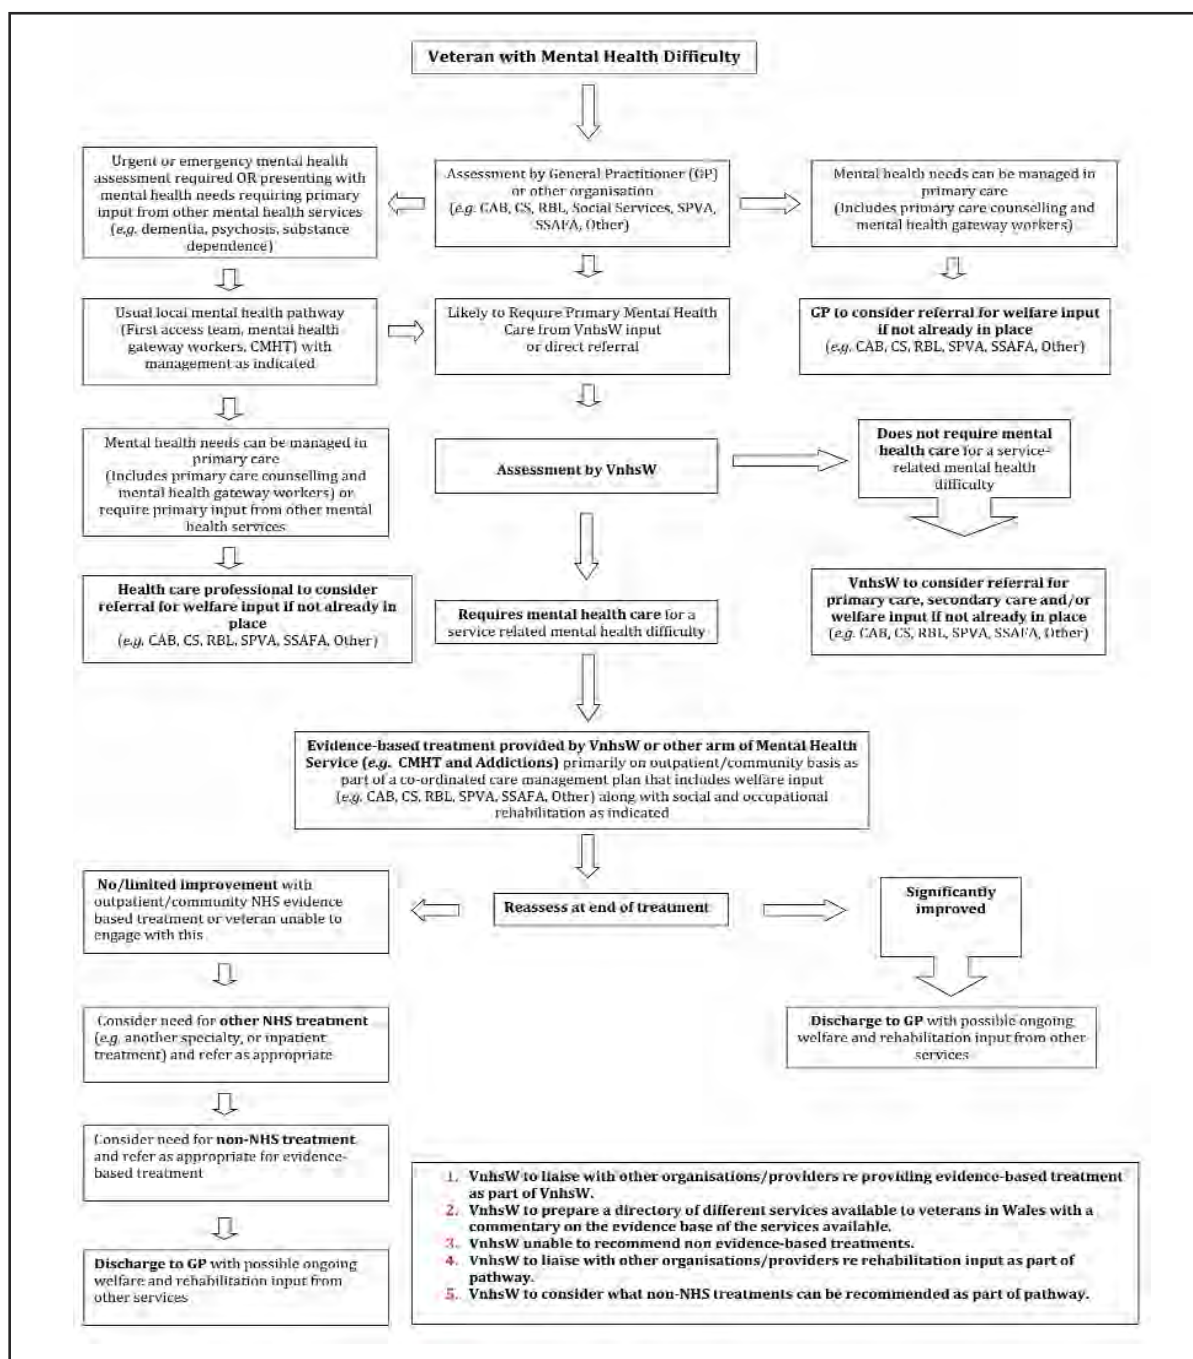 Veteran with Mental Health Difficulty
Urgent or emergency mental health
assessment required OR presenting with
mental health needs requiring primary
input from other mental health services
(e.g. dementia, psychosis, substance
dependence)
Assessment by General Practitioner (GP)
or other organisation
(e.g. CAB, CS, RBL, Social Services, SPVA,
SSAFA, Other)
Mental health needs can be managed in
primary care
(Includes primary care counselling and
mental health gateway workers)
Usual local mental health pathway
(First access team, mental health
gateway workers, CMHT) with
management as indicated
Likely to Require Primary Mental Health
Care from VnhsW input
or direct referral
GP to consider referral for welfare input
if not already in place
(e.g. CAB, CS, RBL, SPVA, SSAFA, Other)
Mental health needs can be managed in
primary care
(Includes primary care counselling and
mental health gateway workers) or
require primary input from other mental
health services
Assessment by VnhsW
Does not require mental
health care for a service-
related mental health
difficulty
Health care professional to consider
referral for welfare input if not already in
place
(e.g. CAB, CS, RBL, SPVA, SSAFA, Other)
Requires mental health care for a
service related mental health difficulty
VnhsW to consider referral for
primary care, secondary care and/or
welfare input if not already in place
(e.g. CAB, CS, RBL, SPVA, SSAFA, Other)
Evidence-based treatment provided by VnhsW or other arm of Mental Health
Service (e.g. CMHT and Addictions) primarily on outpatient/community basis as
part of a co-ordinated care management plan that includes welfare input
(e.g. CAB, CS, RBL, SPVA, SSAFA, Other) along with social and occupational
rehabilitation as indicated
No/limited improvement with
outpatient/community NHS evidence
based treatment or veteran unable to
engage with this
Reassess at end of treatment
Significantly
improved
Consider need for other NHS treatment
(e.g. another specialty, or inpatient
treatment) and refer as appropriate
Discharge to GP with possible ongoing
welfare and rehabilitation input from other
services
Consider need for non-NHS treatment
and refer as appropriate for evidence-
based treatment
Discharge to GP with possible ongoing
welfare and rehabilitation input from
other services
1. VnhsW to liaise with other organisations/providers re providing evidence-based treatment
as part of VnhsW.
2. VnhsW to prepare a directory of different services available to veterans in Wales with a
commentary on the evidence base of the services available.
3. VnhsW unable to recommend non evidence-based treatments.
4. VnhsW to liaise with other organisations/providers re rehabilitation input as part of
pathway.
5. VnhsW to consider what non-NHS treatments can be recommended as part of pathway.